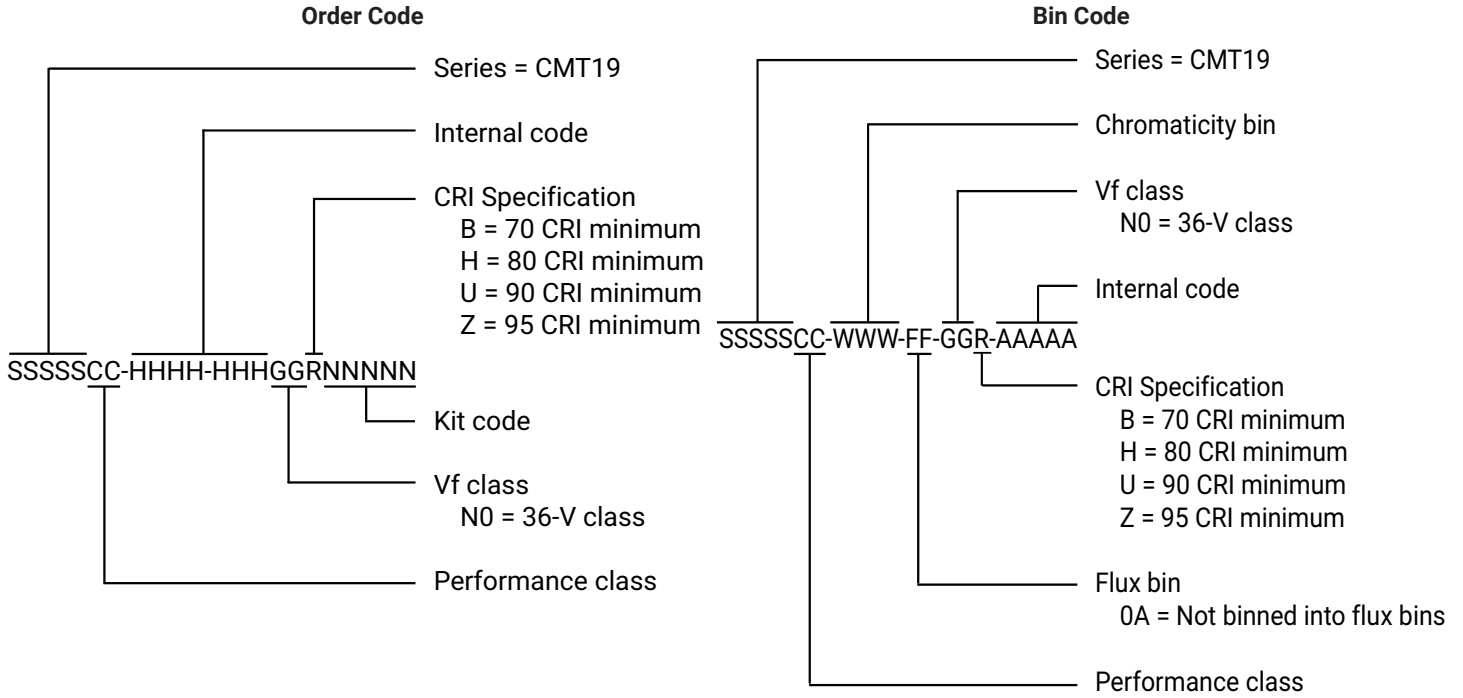 Order Code
Series = CMT19
Internal code
CRI Specification
B = 70 CRI minimum
H = 80 CRI minimum
U = 90 CRI minimum
Z = 95 CRI minimum
SSSSSCC-HHHH-HHHGGRNNNNN
Kit code
Vf class
N0 = 36-V class
Performance class
Bin Code
Series = CMT19
Chromaticity bin
Vf class
N0 = 36-V class
Internal code
SSSSSCC-WWW-FF-GGR-AAAAA
CRI Specification
B = 70 CRI minimum
H = 80 CRI minimum
U = 90 CRI minimum
Z = 95 CRI minimum
Flux bin
0A = Not binned into flux bins
Performance class